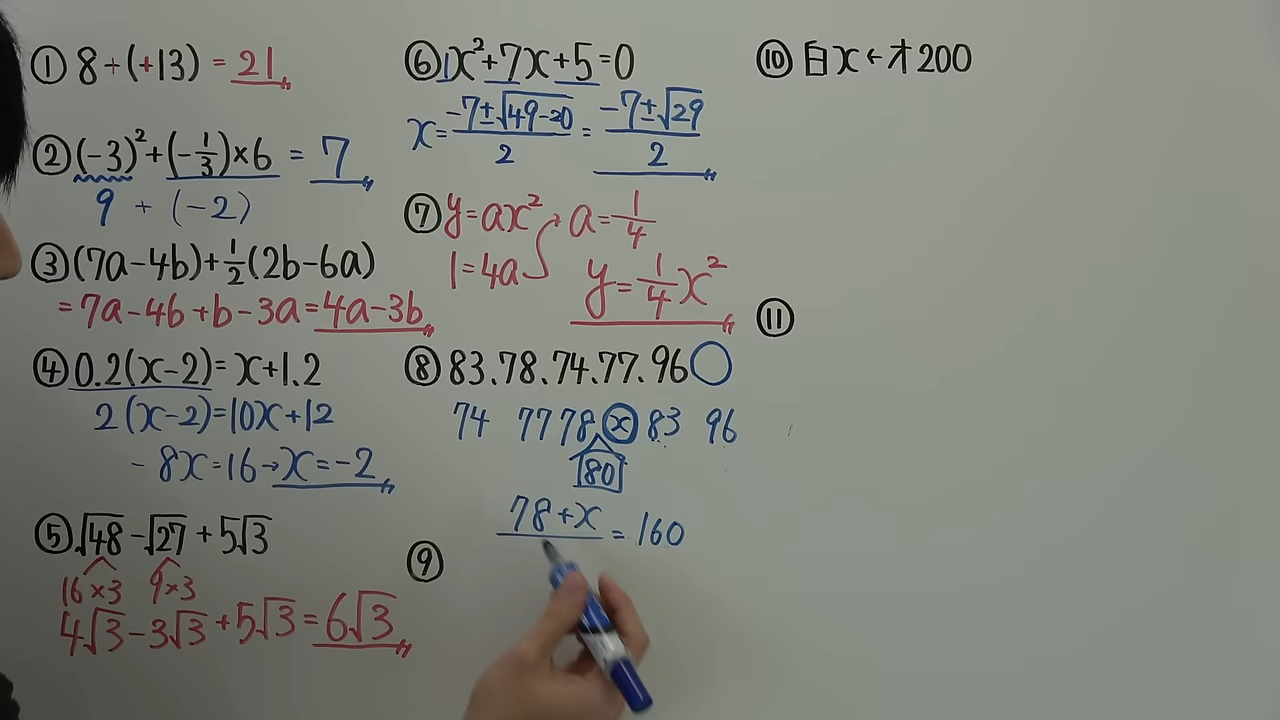 ① 8+(+13) = 21
② (-3)²+(-1/3)×6 = 7
9 + (-2)
③ (7a-4b)+1/2(2b-6a)
=7a-4b+b-3a=4a-3b
④ 0.2(x-2)=x+1.2
2(x-2)=10x+12
-8x=16→x=-2
⑤ √48-√27+5√3
16×3 9×3
4√3-3√3+5√3=6√3
⑥ 1x²+7x+5=0
x=(-7±√(49-20))/2=(-7±√29)/2
⑦ y=ax² → a=1/4
1=4a
y=1/4x²
⑧ 83.78.74.77.96○
74 77 78 ⓧ 83 96
80
78+x = 160
⑨
⑩ 白x←才200
⑪